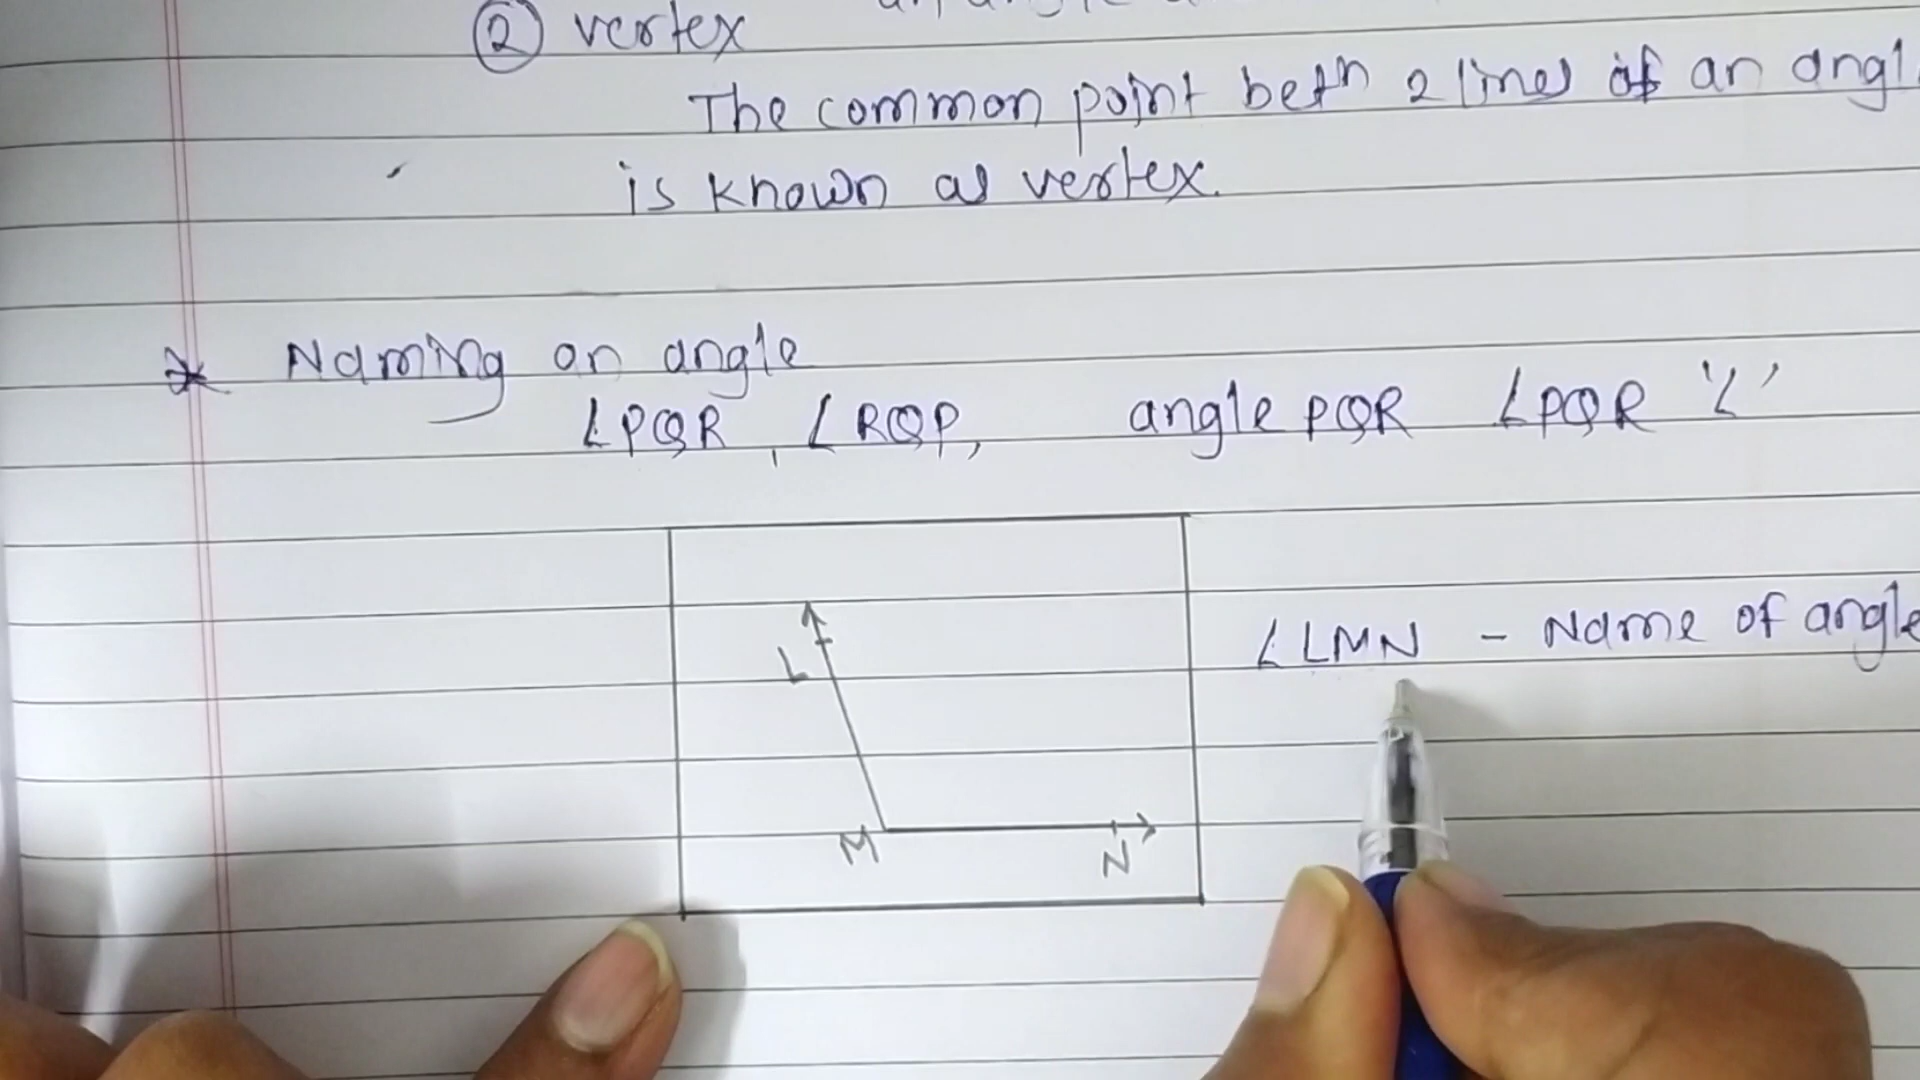 ② vertex
The common point betn 2 lines of an angl
is known as vertex.
* Naming an angle
∠PQR, ∠RQP, angle PQR ∠PQR '∠'
L
∠LMN - Name of angle
M
N